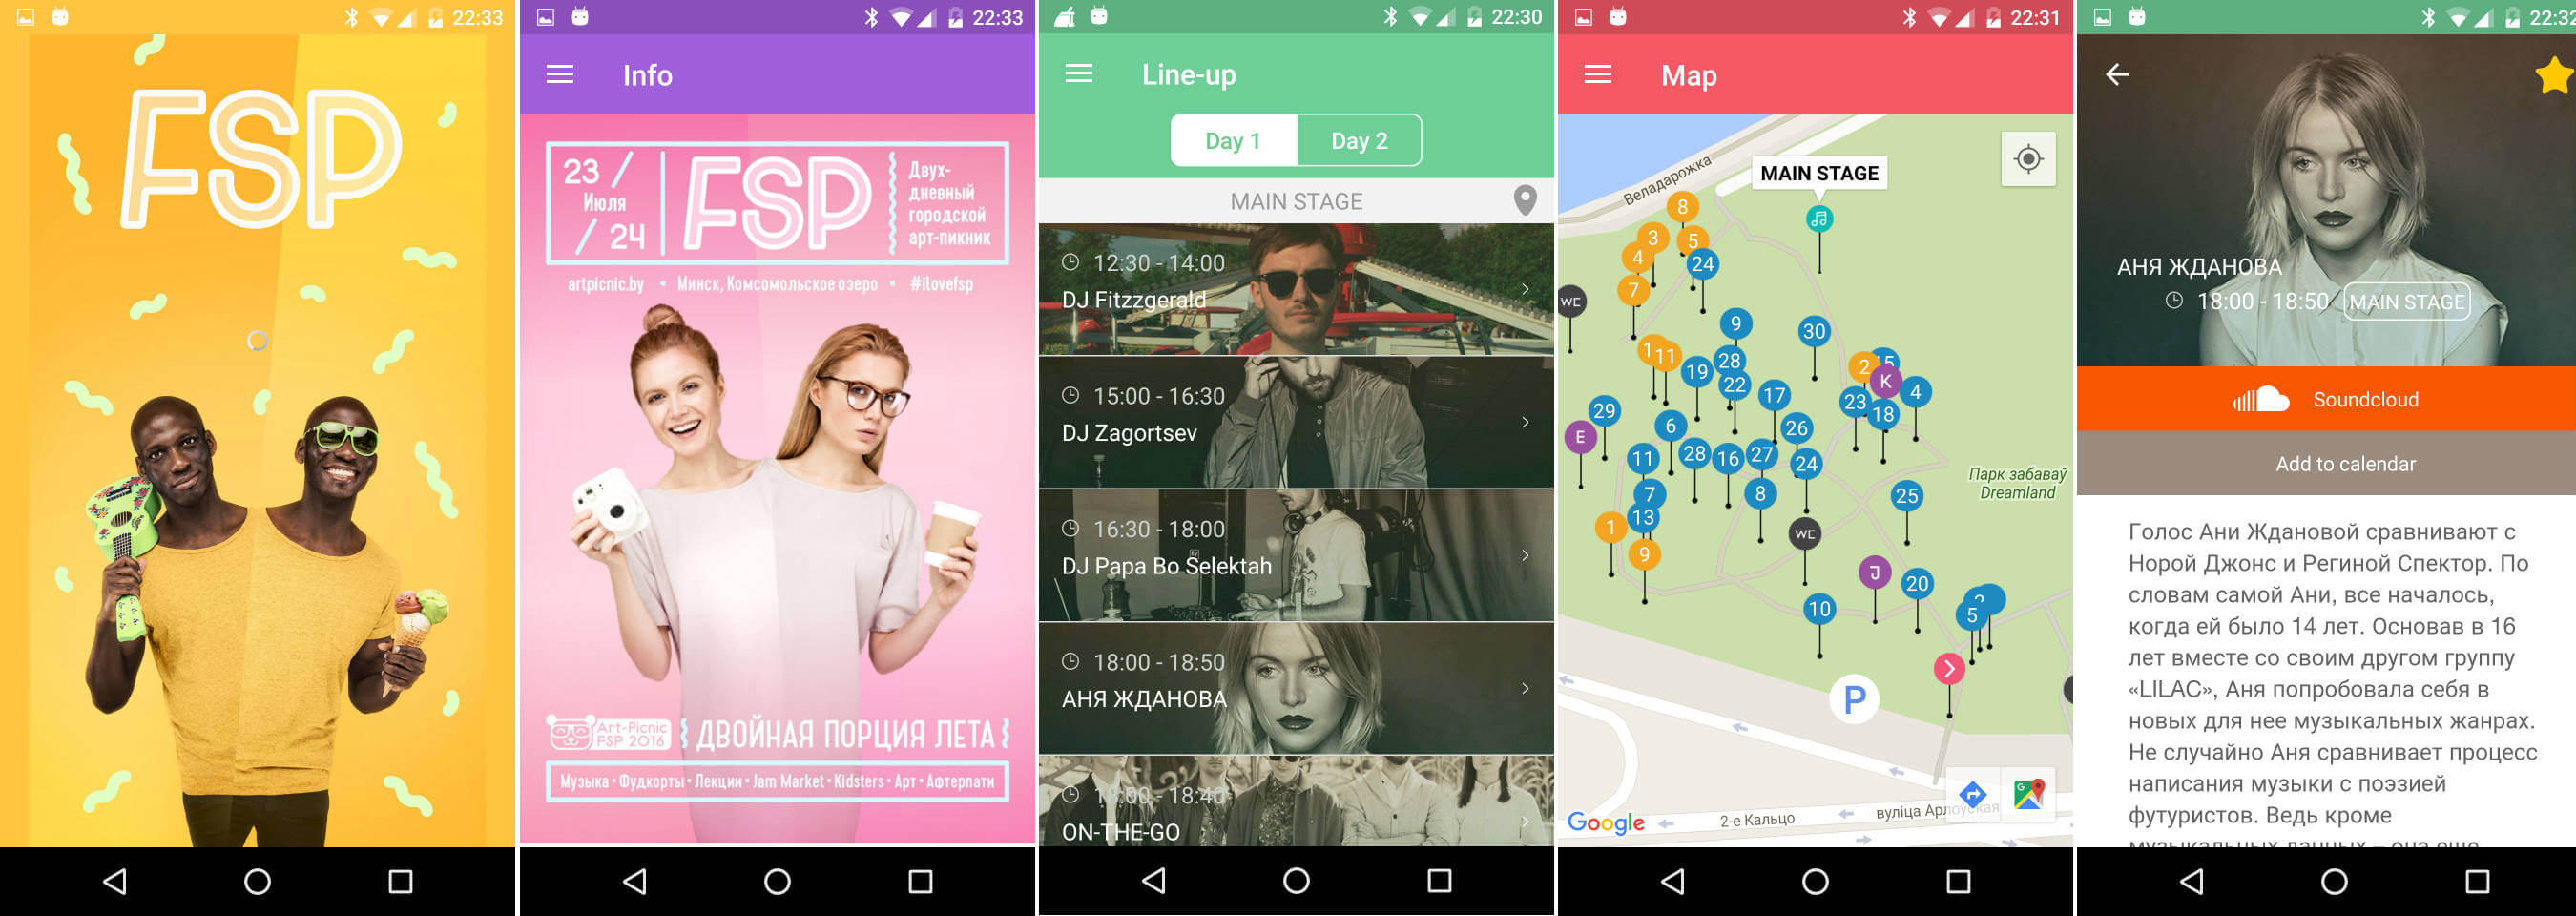 22:33
FSP
22:33
Info
23 /
Июля
/ 24
FSP
Двух-
дневный
городской
арт-пикник
artpicnic.by • Минск, Комсомольское озеро • #ilovefsp
Art-Picnic
FSP 2016
ДВОЙНАЯ ПОРЦИЯ ЛЕТА
Музыка • Фудкорты • Лекции • Jam Market • Kidsters • Арт • Афтерпати
22:30
Line-up
Day 1
Day 2
MAIN STAGE
12:30 - 14:00
DJ Fitzzgerald
15:00 - 16:30
DJ Zagortsev
16:30 - 18:00
DJ Papa Bo Selektah
18:00 - 18:50
АНЯ ЖДАНОВА
18:00 - 18:40
ON-THE-GO
22:31
Map
Веладарожка
MAIN STAGE
8
3
5
4
24
7
WC
9
30
1
11
28
2
15
19
22
K
17
4
29
23
18
6
26
E
11
28
16
27
24
Парк забаваў
Dreamland
7
8
25
13
1
WC
9
J
20
10
5
P
Google
2-е Кальцо
вуліца Арлоўская
22:32
АНЯ ЖДАНОВА
18:00 - 18:50 MAIN STAGE
Soundcloud
Add to calendar
Голос Ани Ждановой сравнивают с
Норой Джонс и Региной Спектор. По
словам самой Ани, все началось,
когда ей было 14 лет. Основав в 16
лет вместе со своим другом группу
«LILAC», Аня попробовала себя в
новых для нее музыкальных жанрах.
Не случайно Аня сравнивает процесс
написания музыки с поэзией
футуристов. Ведь кроме
музыкальных данных – она еще